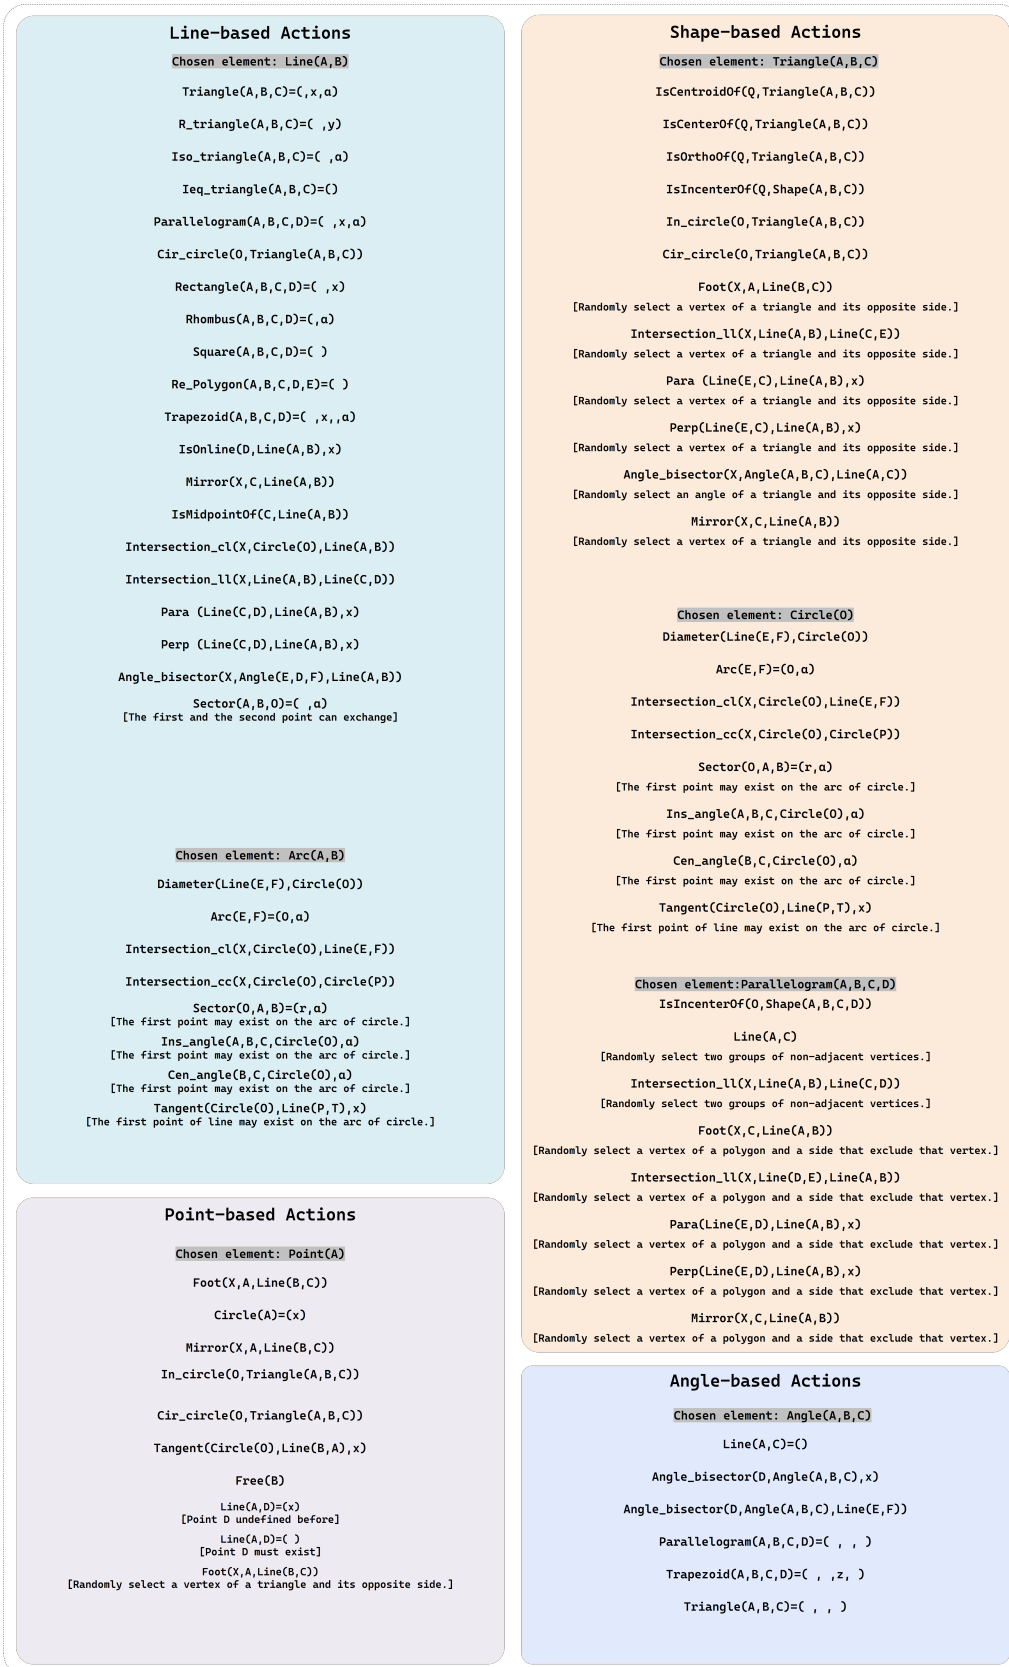 Line-based Actions
Chosen element: Line(A,B)
Triangle(A,B,C)=(,x,α)
R_triangle(A,B,C)=( ,y)
Iso_triangle(A,B,C)=( ,α)
Ieq_triangle(A,B,C)=()
Parallelogram(A,B,C,D)=( ,x,α)
Cir_circle(O,Triangle(A,B,C))
Rectangle(A,B,C,D)=( ,x)
Rhombus(A,B,C,D)=(,α)
Square(A,B,C,D)=( )
Re_Polygon(A,B,C,D,E)=( )
Trapezoid(A,B,C,D)=( ,x,,α)
IsOnline(D,Line(A,B),x)
Mirror(X,C,Line(A,B))
IsMidpointOf(C,Line(A,B))
Intersection_cl(X,Circle(O),Line(A,B))
Intersection_ll(X,Line(A,B),Line(C,D))
Para (Line(C,D),Line(A,B),x)
Perp (Line(C,D),Line(A,B),x)
Angle_bisector(X,Angle(E,D,F),Line(A,B))
Sector(A,B,O)=( ,α)
[The first and the second point can exchange]
Chosen element: Arc(A,B)
Diameter(Line(E,F),Circle(O))
Arc(E,F)=(O,α)
Intersection_cl(X,Circle(O),Line(E,F))
Intersection_cc(X,Circle(O),Circle(P))
Sector(O,A,B)=(r,α)
[The first point may exist on the arc of circle.]
Ins_angle(A,B,C,Circle(O),α)
[The first point may exist on the arc of circle.]
Cen_angle(B,C,Circle(O),α)
[The first point may exist on the arc of circle.]
Tangent(Circle(O),Line(P,T),x)
[The first point of line may exist on the arc of circle.]
Point-based Actions
Chosen element: Point(A)
Foot(X,A,Line(B,C))
Circle(A)=(x)
Mirror(X,A,Line(B,C))
In_circle(O,Triangle(A,B,C))
Cir_circle(O,Triangle(A,B,C))
Tangent(Circle(O),Line(B,A),x)
Free(B)
Line(A,D)=(x)
[Point D undefined before]
Line(A,D)=( )
[Point D must exist]
Foot(X,A,Line(B,C))
[Randomly select a vertex of a triangle and its opposite side.]
Shape-based Actions
Chosen element: Triangle(A,B,C)
IsCentroidOf(Q,Triangle(A,B,C))
IsCenterOf(Q,Triangle(A,B,C))
IsOrthoOf(Q,Triangle(A,B,C))
IsIncenterOf(Q,Shape(A,B,C))
In_circle(O,Triangle(A,B,C))
Cir_circle(O,Triangle(A,B,C))
Foot(X,A,Line(B,C))
[Randomly select a vertex of a triangle and its opposite side.]
Intersection_ll(X,Line(A,B),Line(C,E))
[Randomly select a vertex of a triangle and its opposite side.]
Para (Line(E,C),Line(A,B),x)
[Randomly select a vertex of a triangle and its opposite side.]
Perp(Line(E,C),Line(A,B),x)
[Randomly select a vertex of a triangle and its opposite side.]
Angle_bisector(X,Angle(A,B,C),Line(A,C))
[Randomly select an angle of a triangle and its opposite side.]
Mirror(X,C,Line(A,B))
[Randomly select a vertex of a triangle and its opposite side.]
Chosen element: Circle(O)
Diameter(Line(E,F),Circle(O))
Arc(E,F)=(O,α)
Intersection_cl(X,Circle(O),Line(E,F))
Intersection_cc(X,Circle(O),Circle(P))
Sector(O,A,B)=(r,α)
[The first point may exist on the arc of circle.]
Ins_angle(A,B,C,Circle(O),α)
[The first point may exist on the arc of circle.]
Cen_angle(B,C,Circle(O),α)
[The first point may exist on the arc of circle.]
Tangent(Circle(O),Line(P,T),x)
[The first point of line may exist on the arc of circle.]
Chosen element:Parallelogram(A,B,C,D)
IsIncenterOf(O,Shape(A,B,C,D))
Line(A,C)
[Randomly select two groups of non-adjacent vertices.]
Intersection_ll(X,Line(A,B),Line(C,D))
[Randomly select two groups of non-adjacent vertices.]
Foot(X,C,Line(A,B))
[Randomly select a vertex of a polygon and a side that exclude that vertex.]
Intersection_ll(X,Line(D,E),Line(A,B))
[Randomly select a vertex of a polygon and a side that exclude that vertex.]
Para(Line(E,D),Line(A,B),x)
[Randomly select a vertex of a polygon and a side that exclude that vertex.]
Perp(Line(E,D),Line(A,B),x)
[Randomly select a vertex of a polygon and a side that exclude that vertex.]
Mirror(X,C,Line(A,B))
[Randomly select a vertex of a polygon and a side that exclude that vertex.]
Angle-based Actions
Chosen element: Angle(A,B,C)
Line(A,C)=()
Angle_bisector(D,Angle(A,B,C),x)
Angle_bisector(D,Angle(A,B,C),Line(E,F))
Parallelogram(A,B,C,D)=( , , )
Trapezoid(A,B,C,D)=( , ,z, )
Triangle(A,B,C)=( , , )